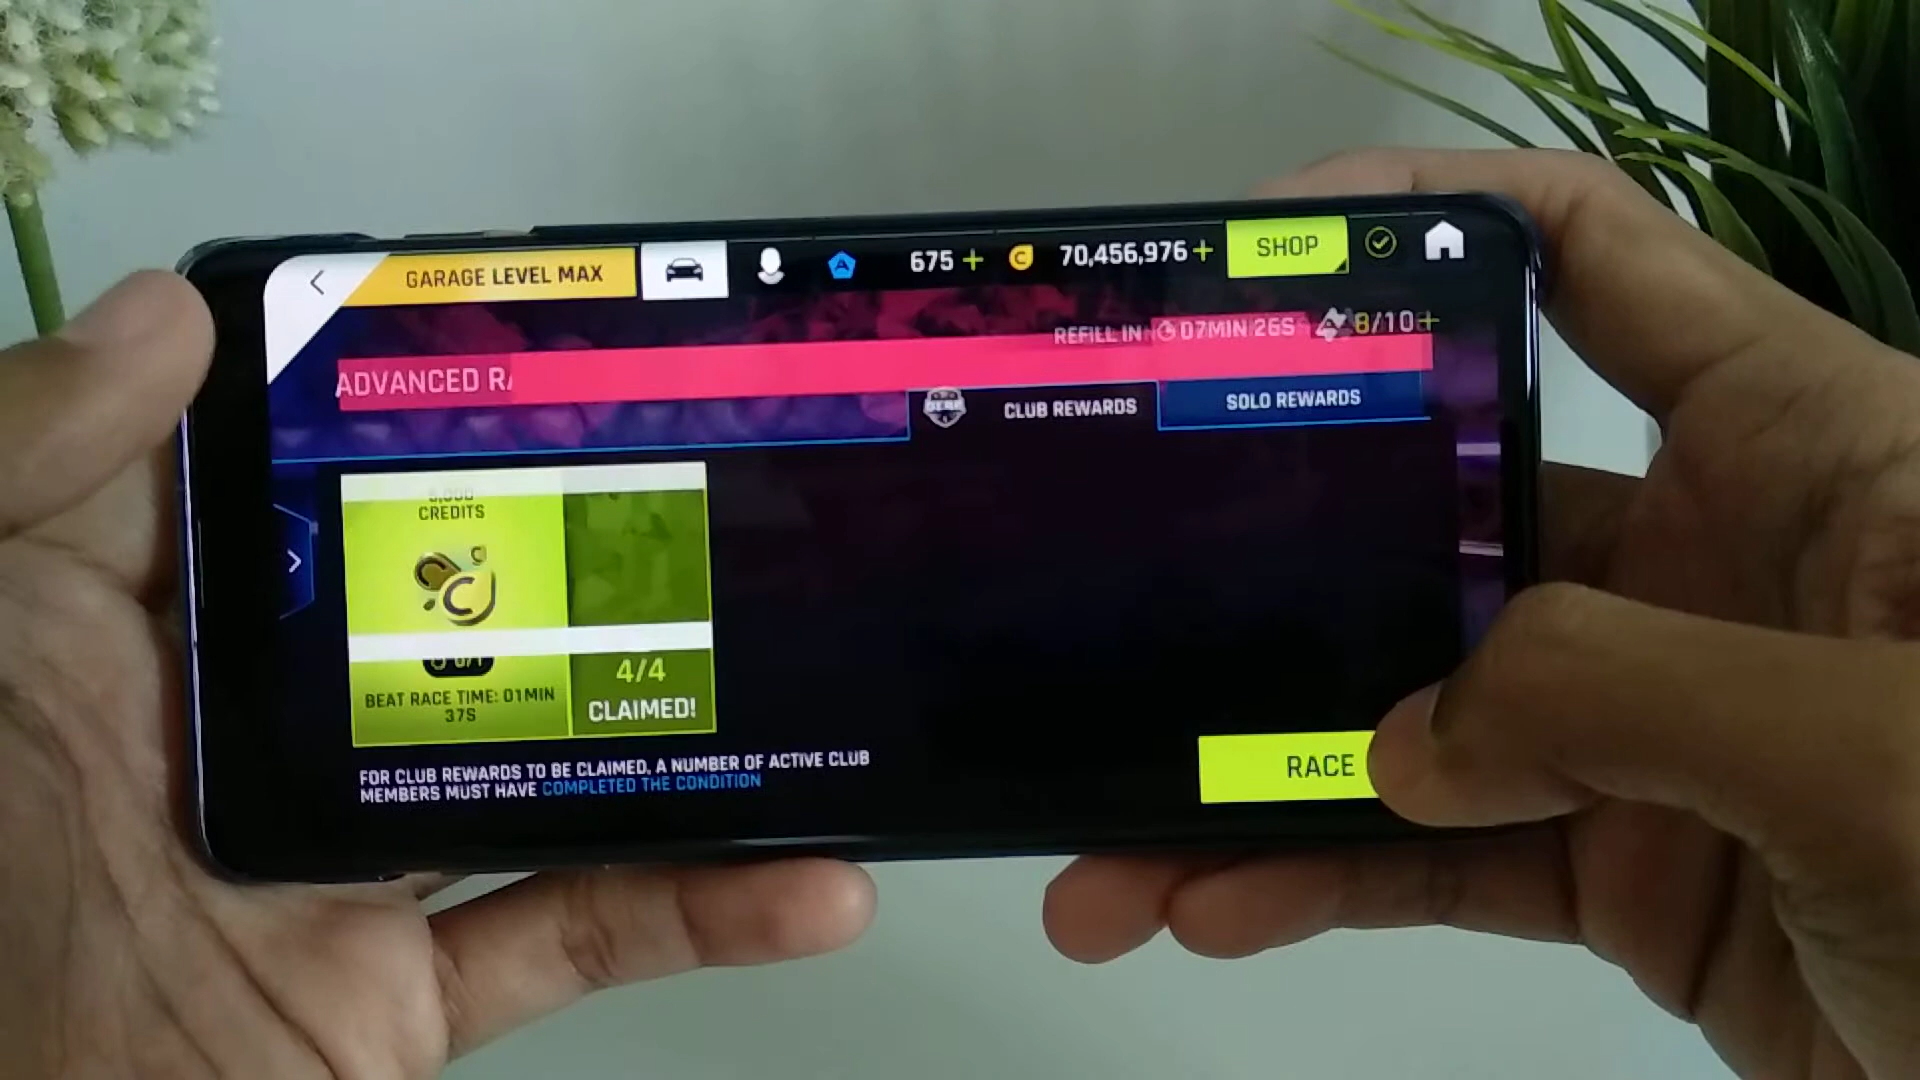 GARAGE LEVEL MAX
675 +
70,456,976 +
SHOP
REFILL IN
07MIN 26S
8/10+
ADVANCED RA
CLUB REWARDS
SOLO REWARDS
CREDITS
BEAT RACE TIME: 01MIN
37S
4/4
CLAIMED!
FOR CLUB REWARDS TO BE CLAIMED, A NUMBER OF ACTIVE CLUB
MEMBERS MUST HAVE COMPLETED THE CONDITION
RACE